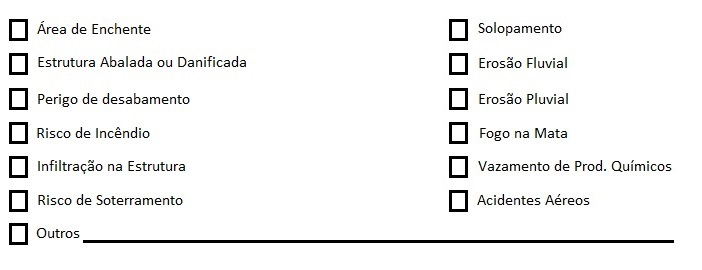 Área de Enchente
Estrutura Abalada ou Danificada
Perigo de desabamento
Risco de Incêndio
Infiltração na Estrutura
Risco de Soterramento
Outros
Solopamento
Erosão Fluvial
Erosão Pluvial
Fogo na Mata
Vazamento de Prod. Químicos
Acidentes Aéreos